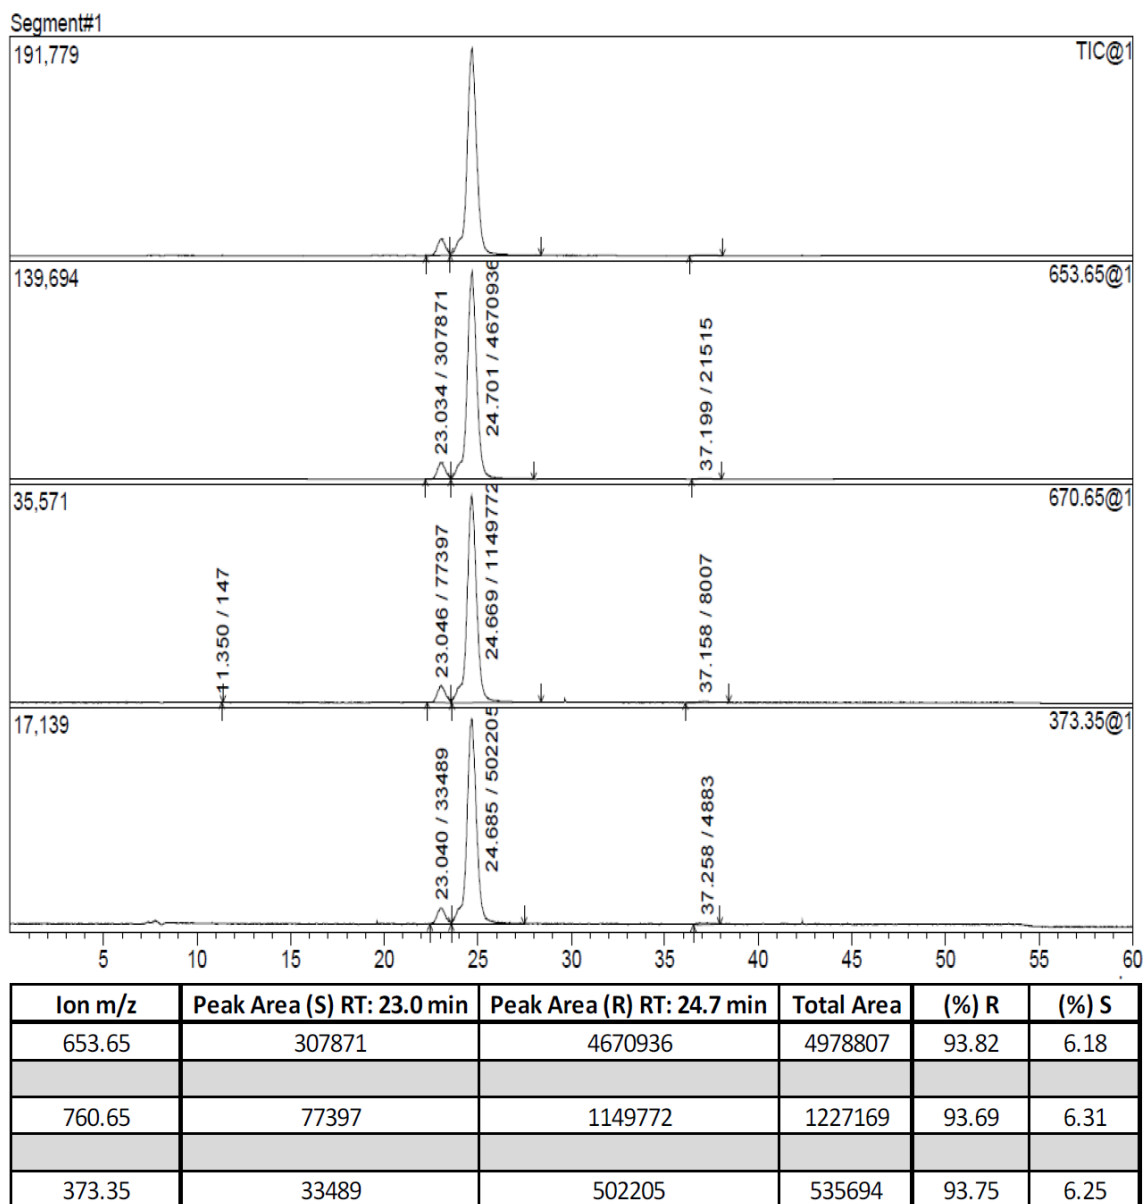 Segment#1
191,779 TIC@1
139,694 653.65@1
23.034 / 307871
24.701 / 4670936
37.199 / 21515
35,571 670.65@1
11.350 / 147
23.046 / 77397
24.669 / 1149772
37.158 / 8007
17,139 373.35@1
23.040 / 33489
24.685 / 502205
37.258 / 4883
5 10 15 20 25 30 35 40 45 50 55 60
Ion m/z Peak Area (S) RT: 23.0 min Peak Area (R) RT: 24.7 min Total Area (%) R (%) S
653.65 307871 4670936 4978807 93.82 6.18
760.65 77397 1149772 1227169 93.69 6.31
373.35 33489 502205 535694 93.75 6.25